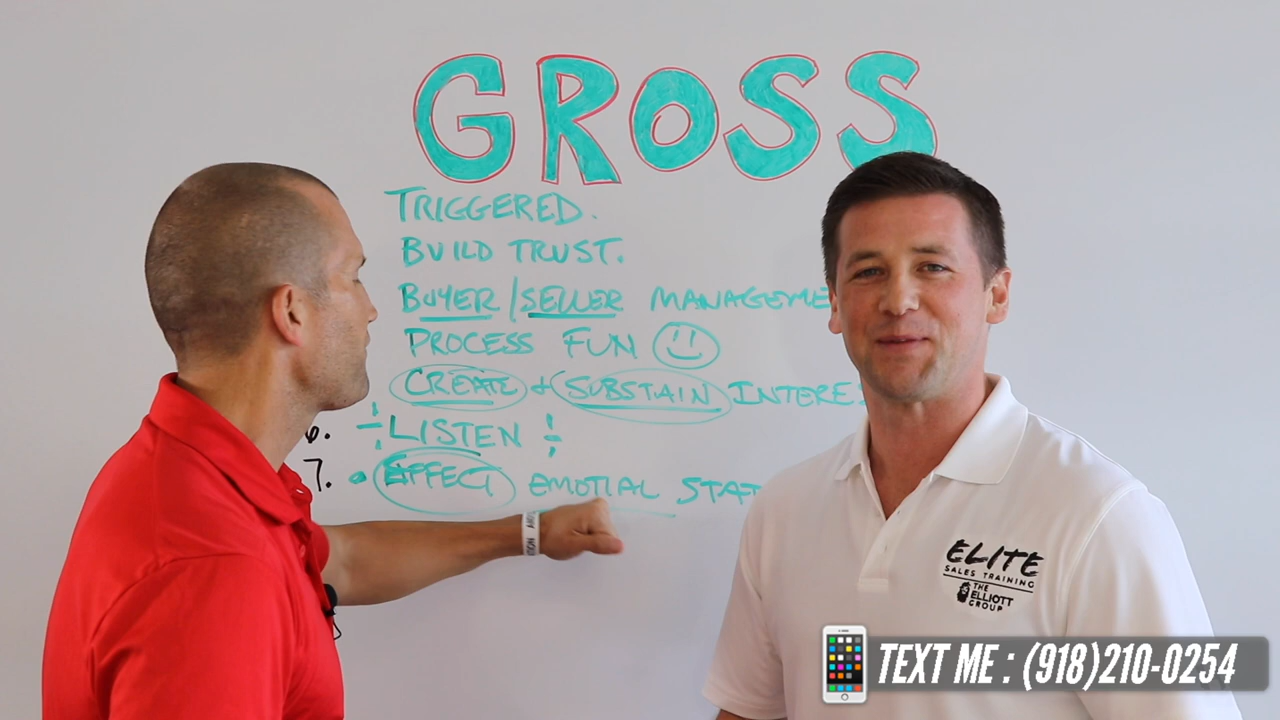 GROSS
TRIGGERED.
BUILD TRUST.
BUYER/SELLER MANAGEME
PROCESS FUN
CREATE + SUBSTAIN INTERE
6. LISTEN
7. • EFFECT EMOTIAL STAT
ELITE
SALES TRAINING
THE
ELLIOTT
GROUP
TEXT ME : (918)210-0254